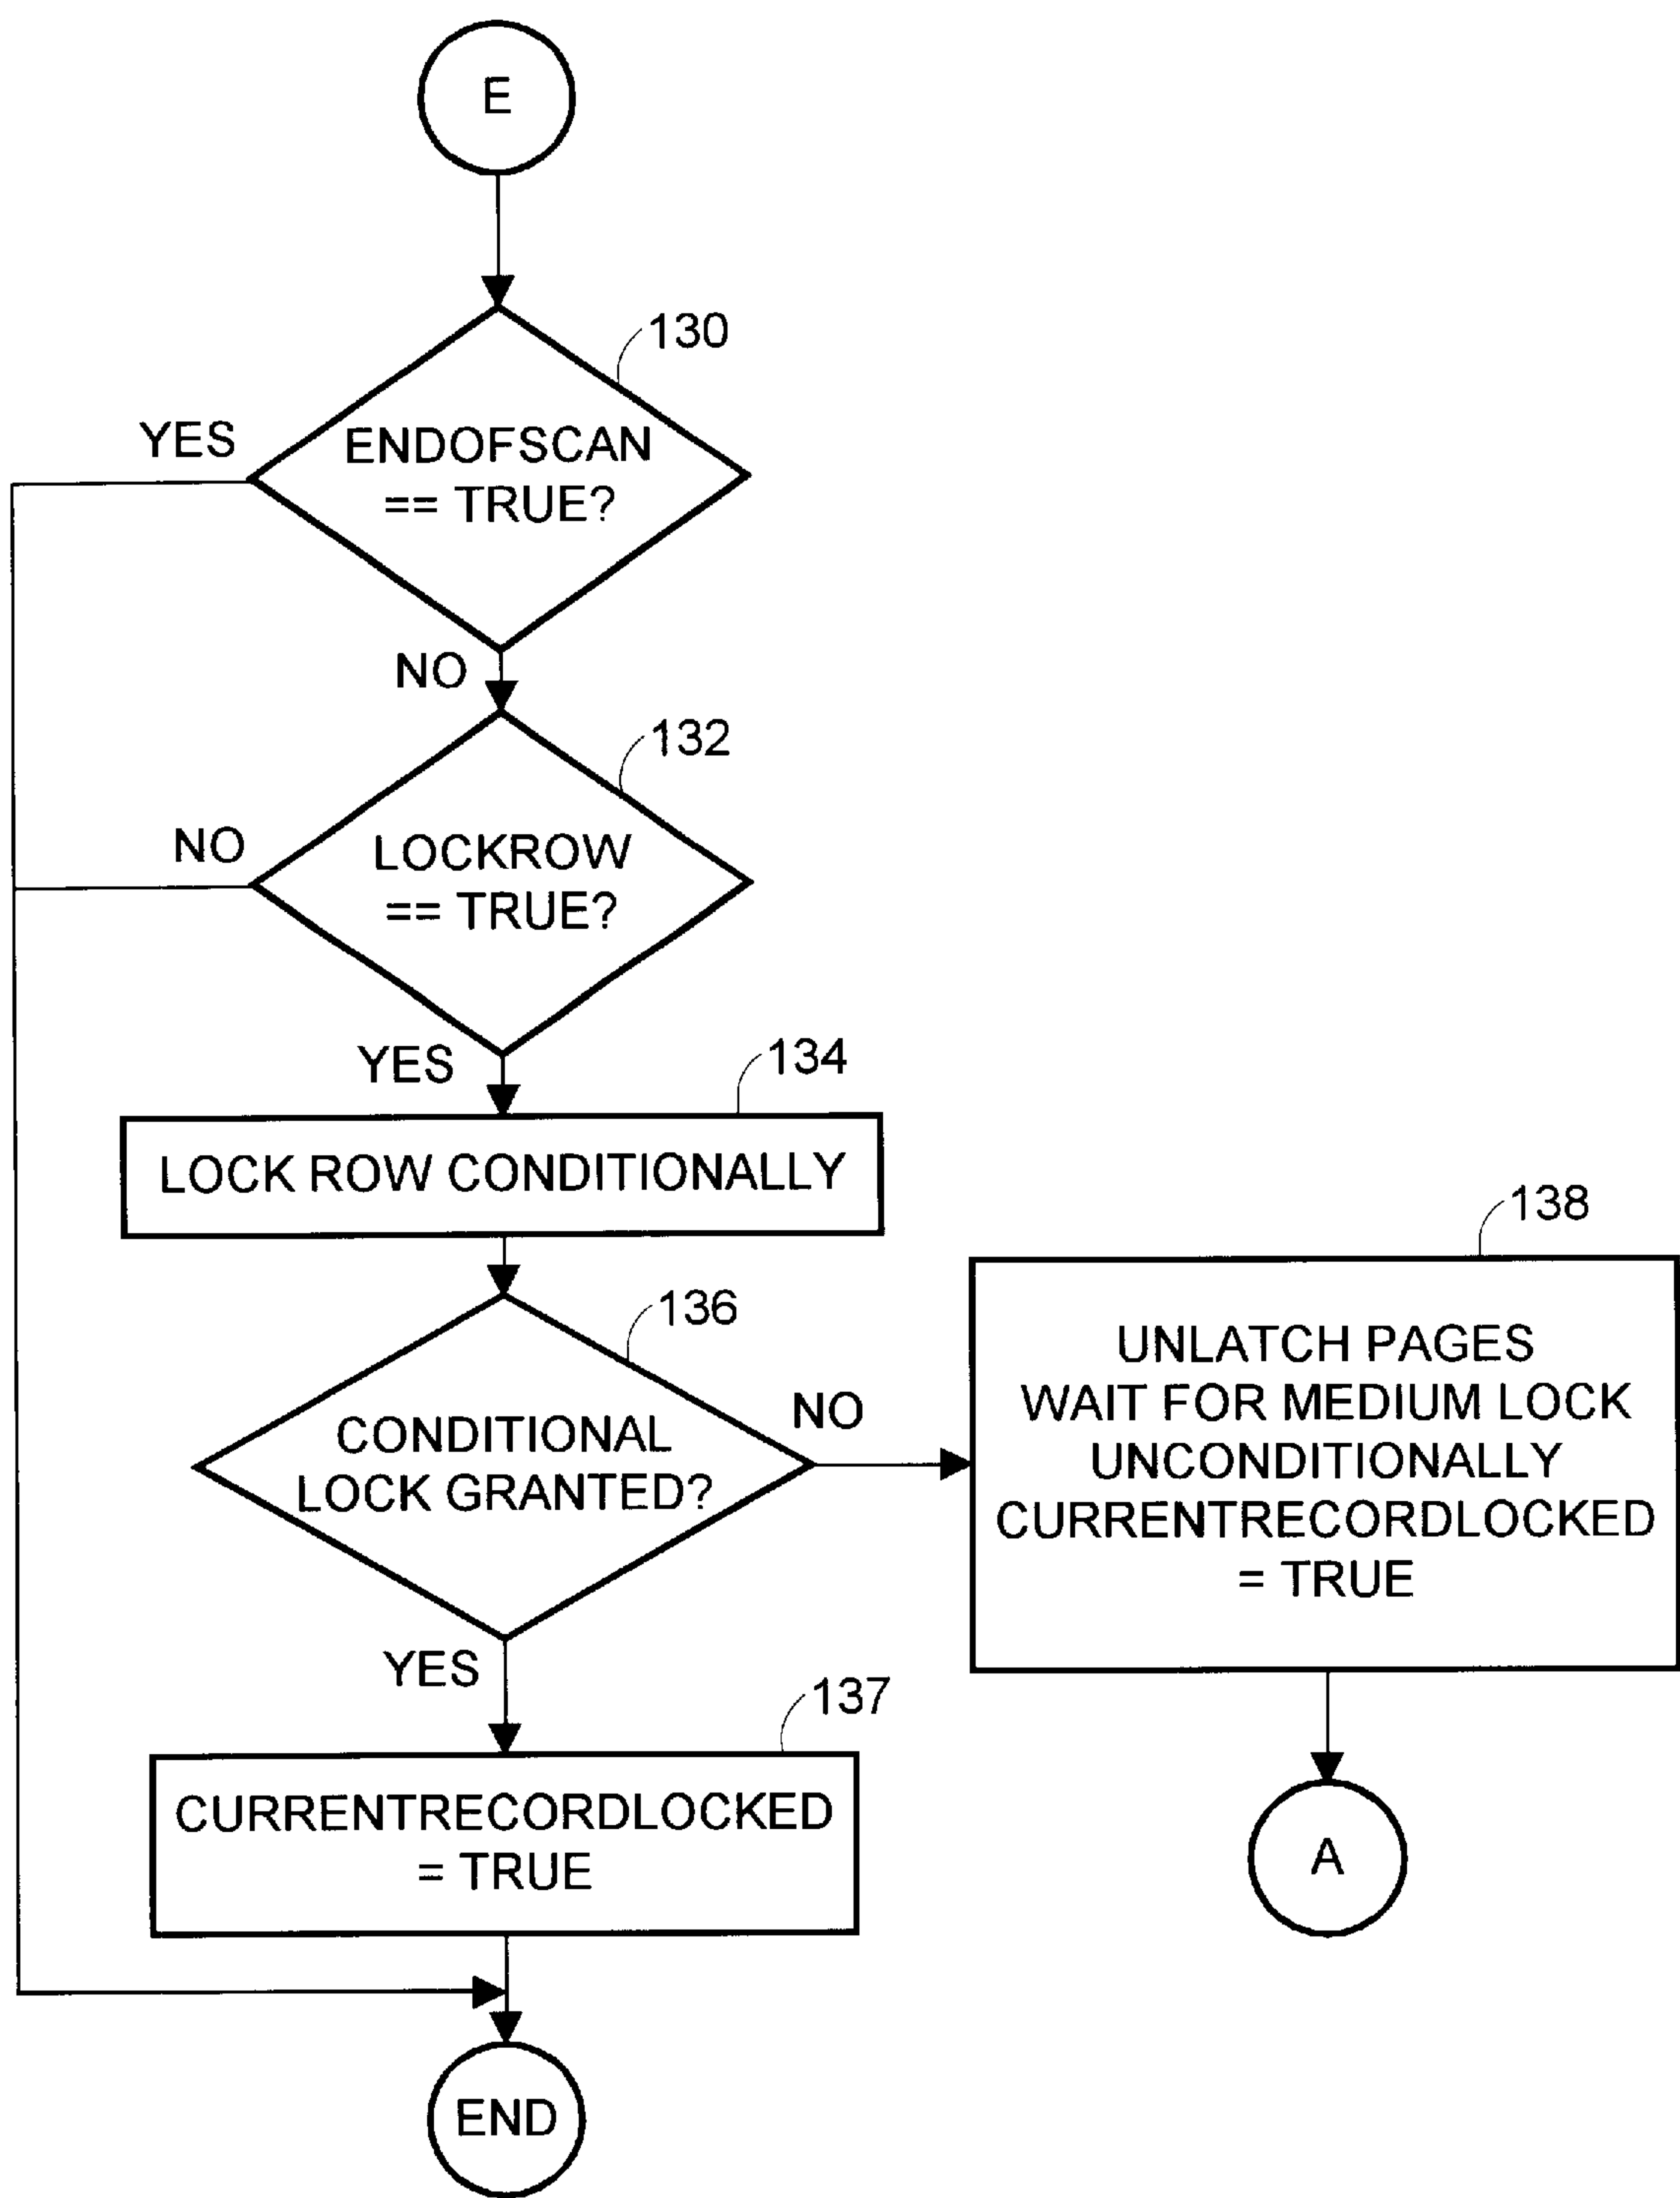 E
130
YES
ENDOFSCAN
== TRUE?
NO
132
NO
LOCKROW
== TRUE?
YES
134
LOCK ROW CONDITIONALLY
136
CONDITIONAL
LOCK GRANTED?
NO
138
UNLATCH PAGES
WAIT FOR MEDIUM LOCK
UNCONDITIONALLY
CURRENTRECORDLOCKED
= TRUE
YES
137
CURRENTRECORDLOCKED
= TRUE
A
END